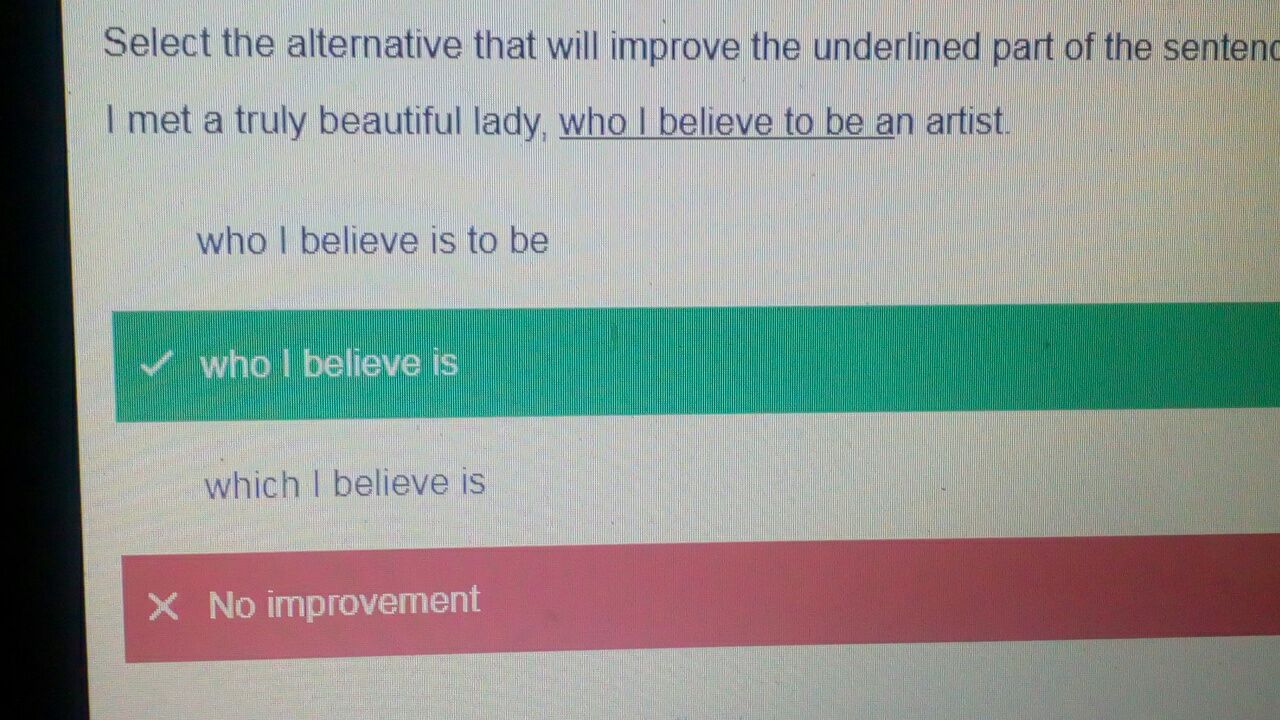 Select the alternative that will improve the underlined part of the
I met a truly beautiful lady, who I believe to be an artist.
who I believe is to be
✓ who I believe is
which I believe is
✕ No improvement